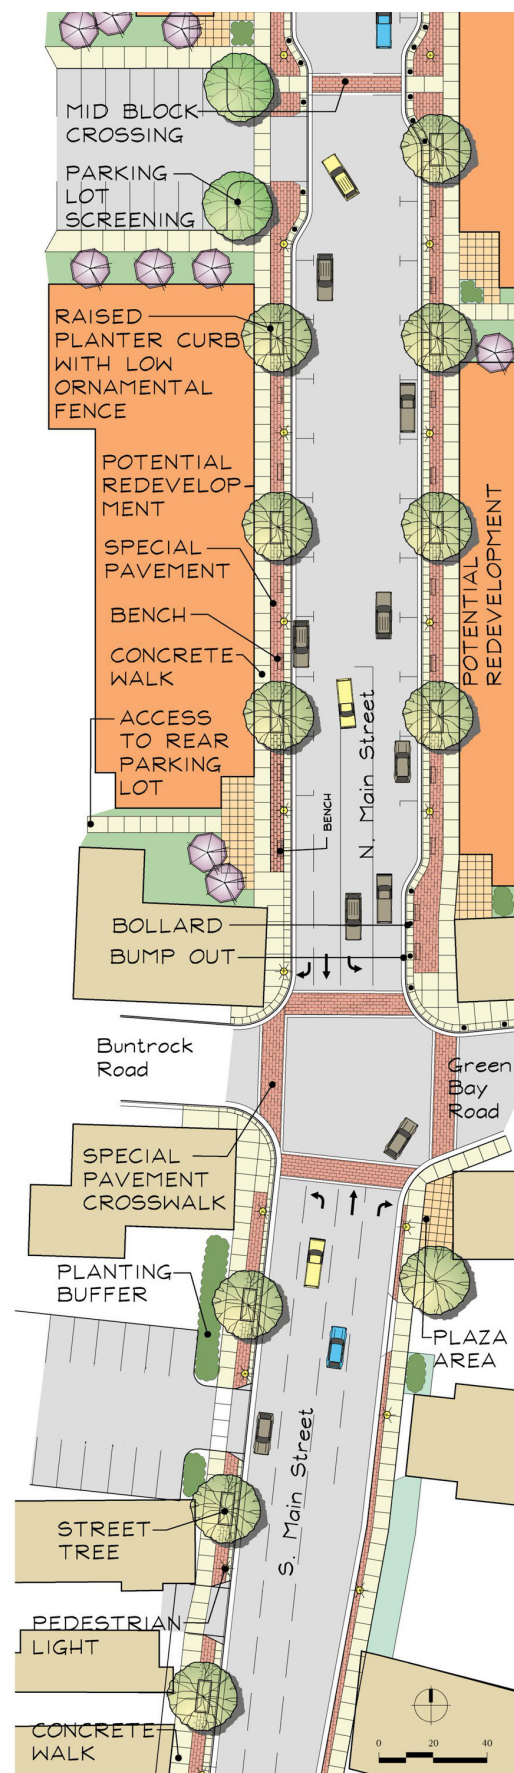 MID BLOCK
CROSSING
PARKING
LOT
SCREENING
RAISED
PLANTER CURB
WITH LOW
ORNAMENTAL
FENCE
POTENTIAL
REDEVELOP-
MENT
SPECIAL
PAVEMENT
BENCH
CONCRETE
WALK
ACCESS
TO REAR
PARKING
LOT
POTENTIAL
REDEVELOPMENT
N. Main Street
BENCH
BOLLARD
BUMP OUT
Buntrock
Road
Green
Bay
Road
SPECIAL
PAVEMENT
CROSSWALK
PLANTING
BUFFER
PLAZA
AREA
S. Main Street
STREET
TREE
PEDESTRIAN
LIGHT
CONCRETE
WALK
0 20 40